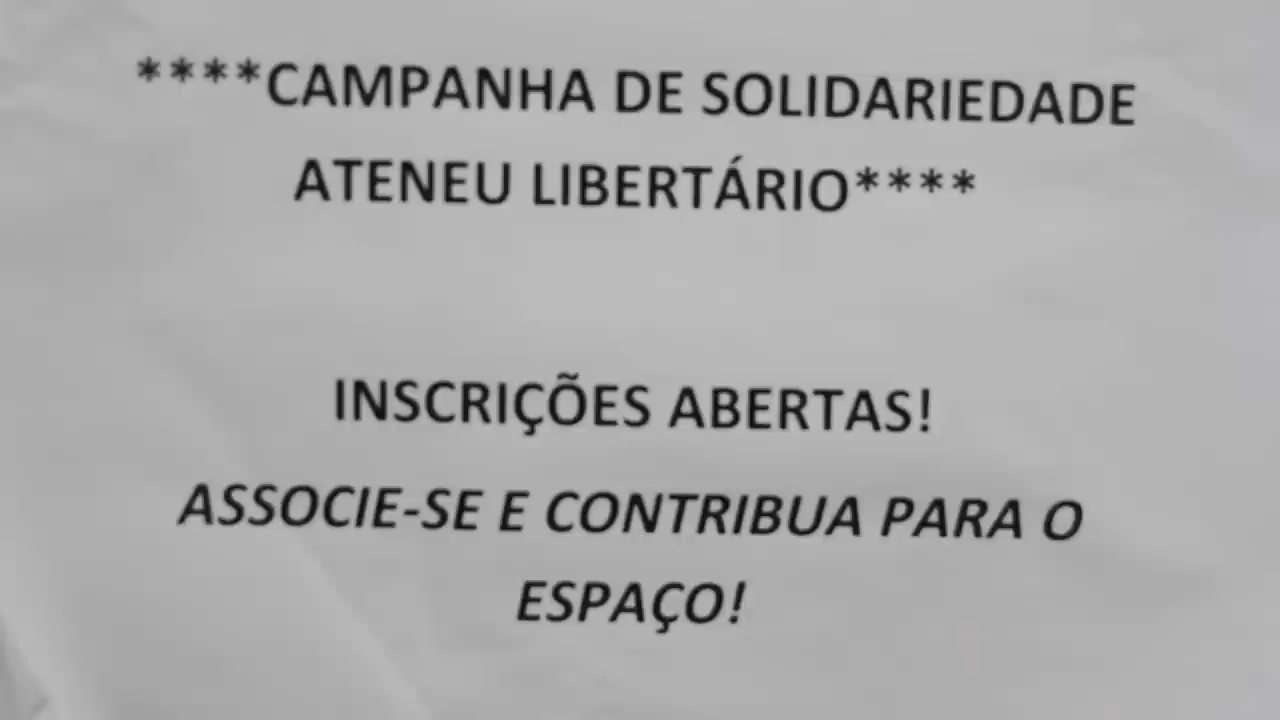 ****CAMPANHA DE SOLIDARIEDADE
ATENEU LIBERTÁRIO****
INSCRIÇÕES ABERTAS!
ASSOCIE-SE E CONTRIBUA PARA O
ESPAÇO!